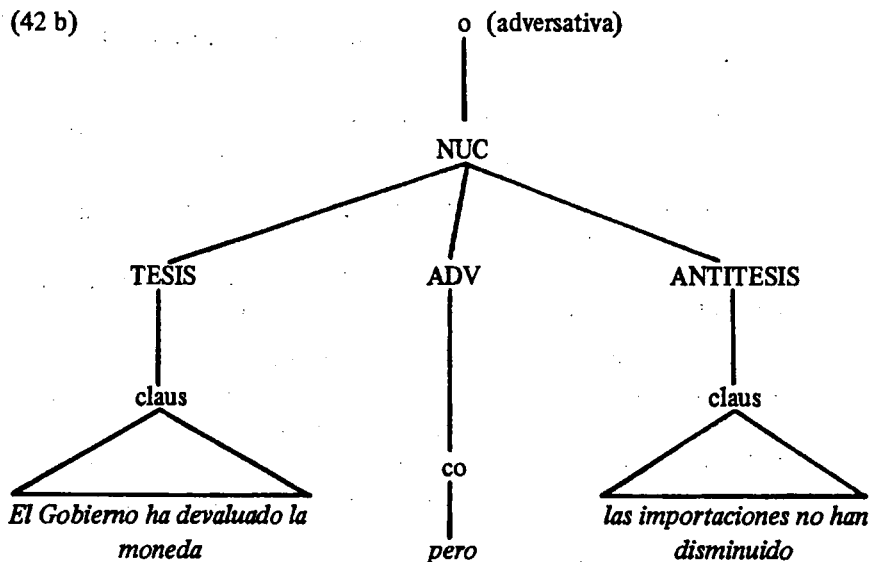 (42 b)
o (adversativa)
NUC
TESIS ADV ANTITESIS
claus claus
co
El Gobierno ha devaluado la moneda
pero
las importaciones no han disminuido